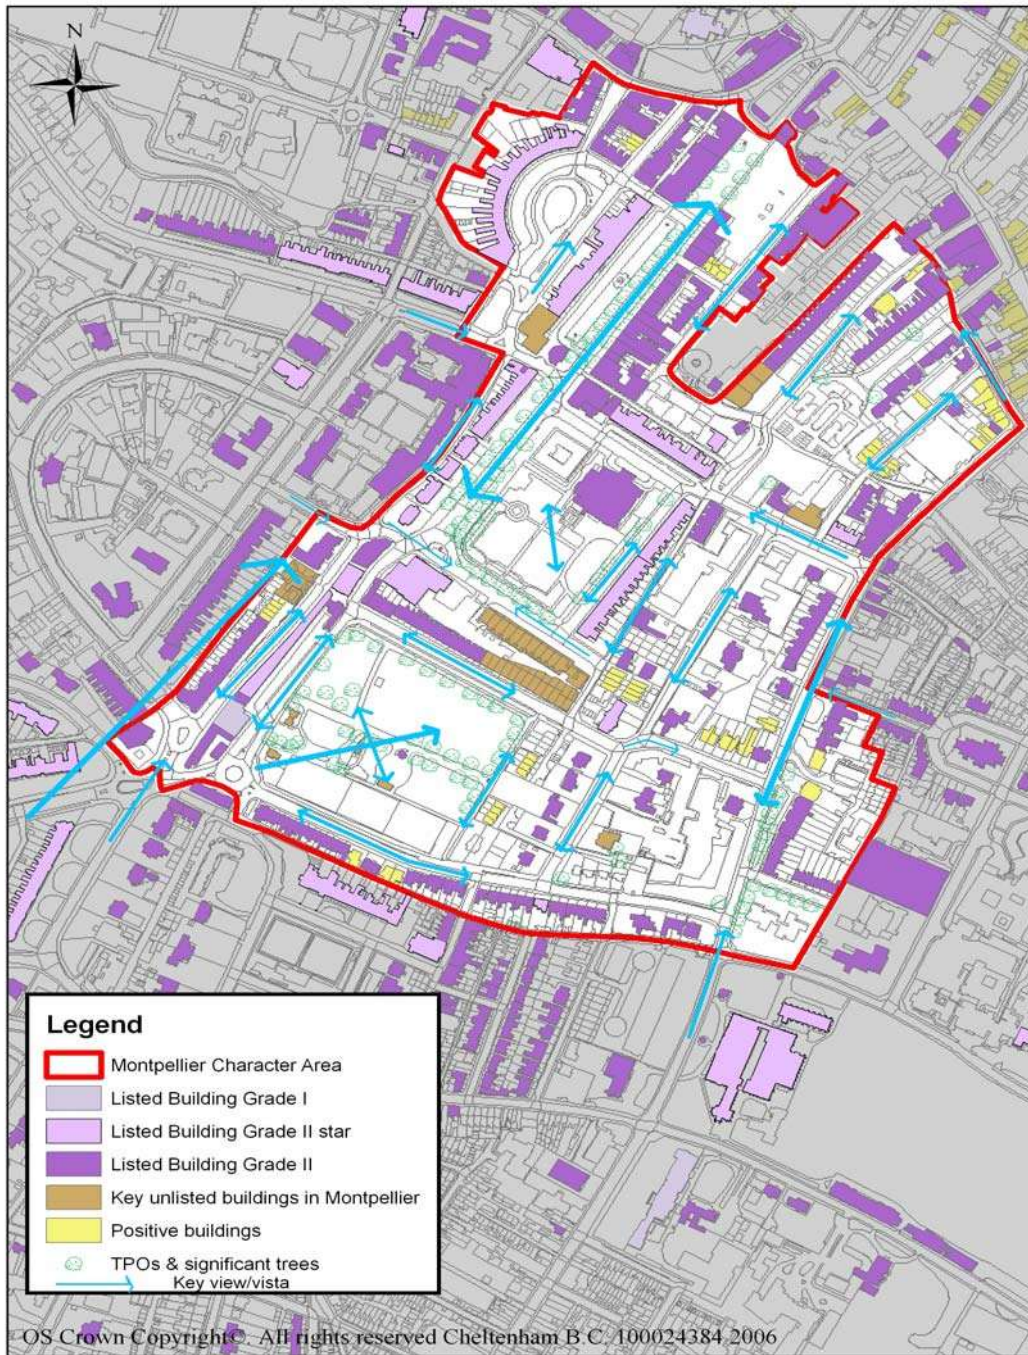 N
Legend
Montpellier Character Area
Listed Building Grade I
Listed Building Grade II star
Listed Building Grade II
Key unlisted buildings in Montpellier
Positive buildings
TPOs & significant trees
Key view/vista
OS Crown Copyright©. All rights reserved Cheltenham B.C. 100024384 2006